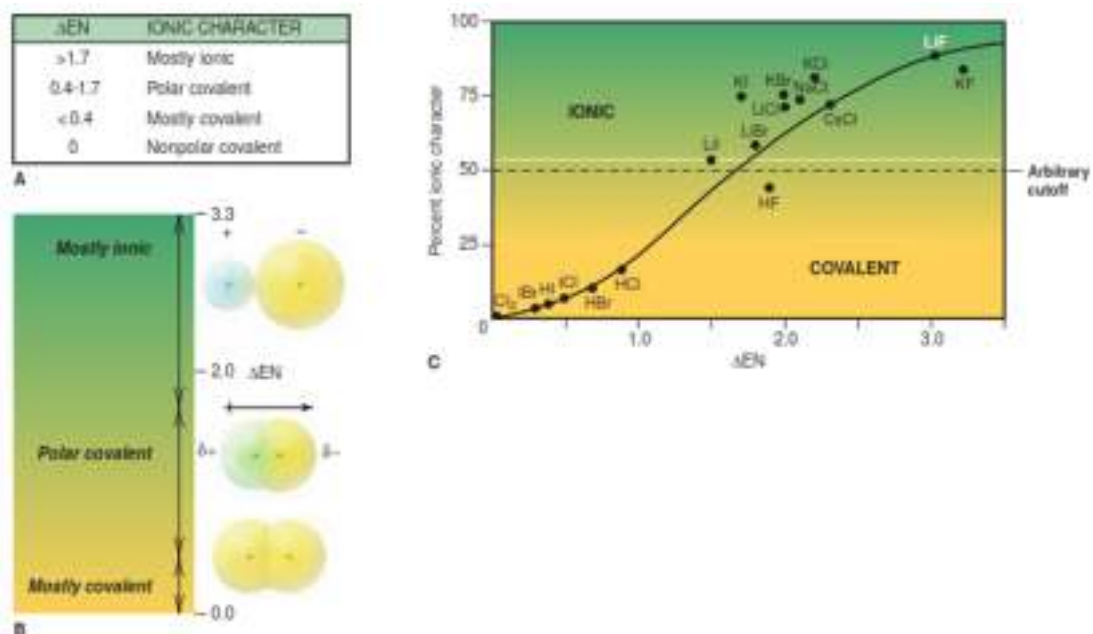 ΔEN IONIC CHARACTER
>1.7 Mostly ionic
0.4-1.7 Polar covalent
<0.4 Mostly covalent
0 Nonpolar covalent
A
3.3
Mostly ionic
+ −
2.0 ΔEN
Polar covalent
δ+ δ−
Mostly covalent
0.0
B
100
75
50
25
0
Percent ionic character
IONIC
COVALENT
LiF
KF
KCl
KBr
NaCl
KI
LiCl
CsCl
LiBr
LiI
HF
Arbitrary
cutoff
Cl₂
IBr
HI
ICl
HBr
HCl
1.0
2.0
3.0
ΔEN
C